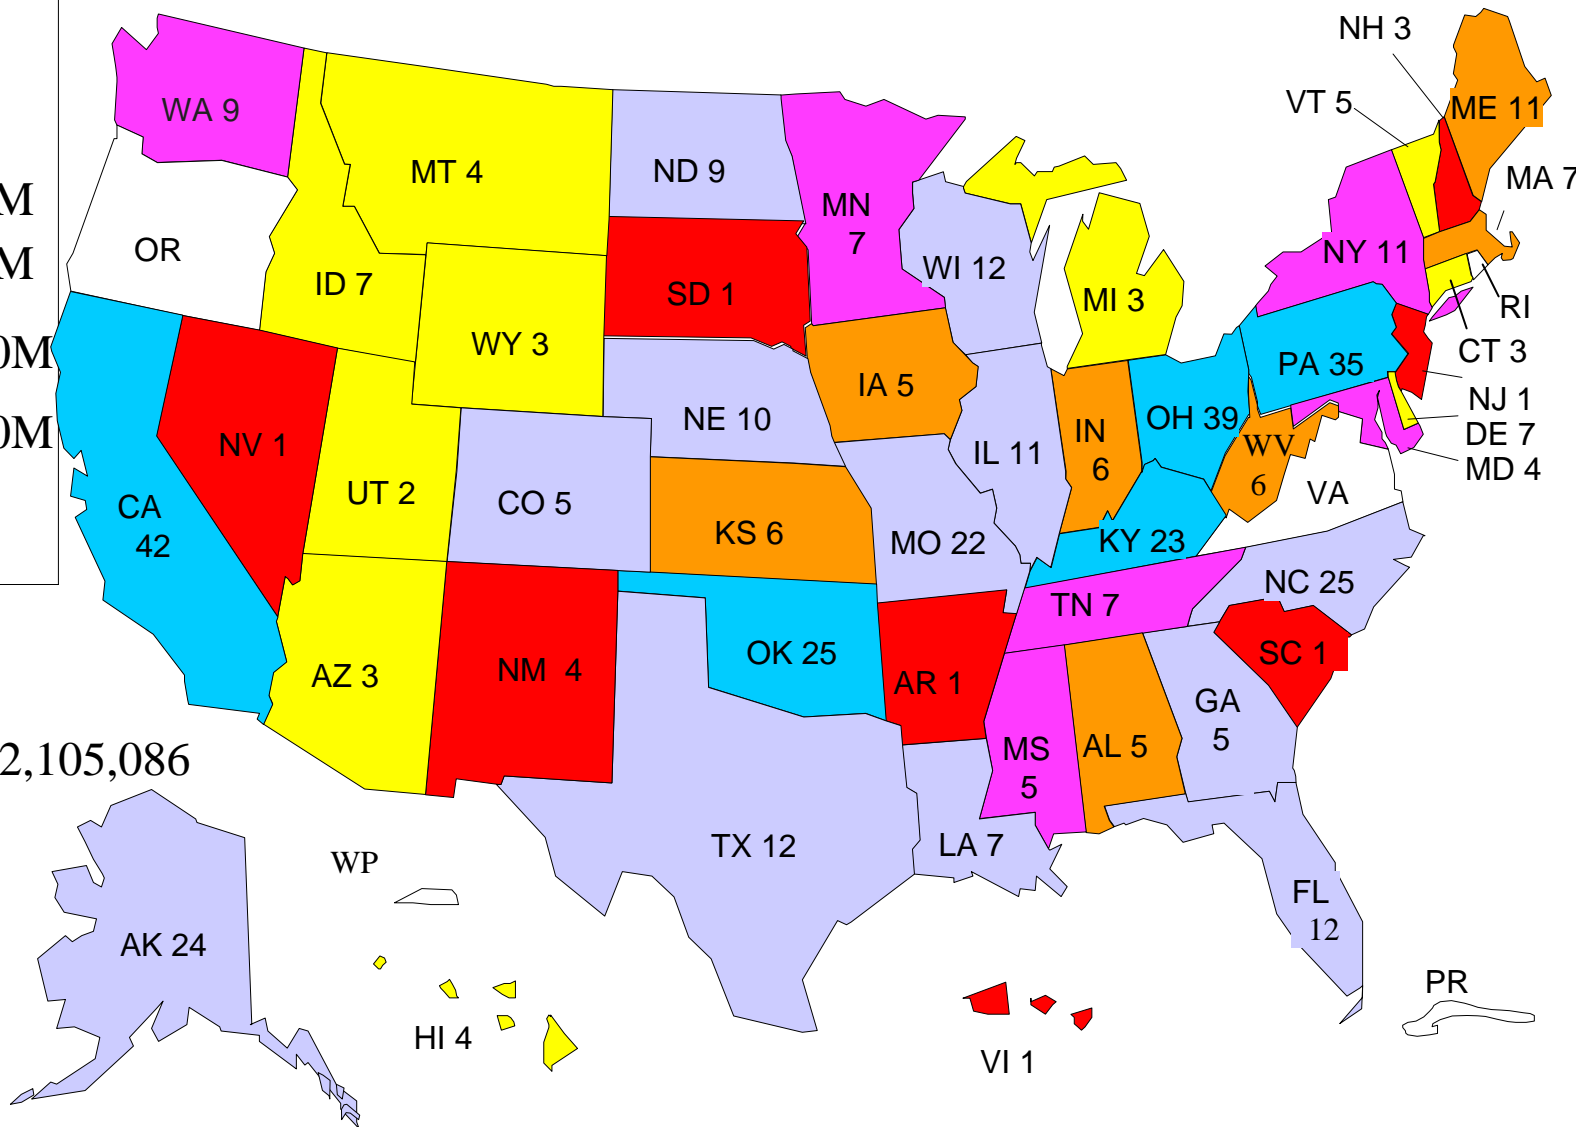 NH 3
VT 5
ME 11
WA 9
MT 4
ND 9
MN
7
MA 7
OR
ID 7
SD 1
WI 12
MI 3
NY 11
RI
M
M
0M
0M
WY 3
IA 5
PA 35
CT 3
NJ 1
DE 7
MD 4
NV 1
UT 2
NE 10
CO 5
KS 6
IL 11
IN
6
OH 39
WV
6
VA
CA
42
MO 22
KY 23
NC 25
TN 7
AZ 3
NM 4
OK 25
AR 1
SC 1
MS
5
AL 5
GA
5
2,105,086
TX 12
LA 7
FL
12
WP
AK 24
HI 4
VI 1
PR